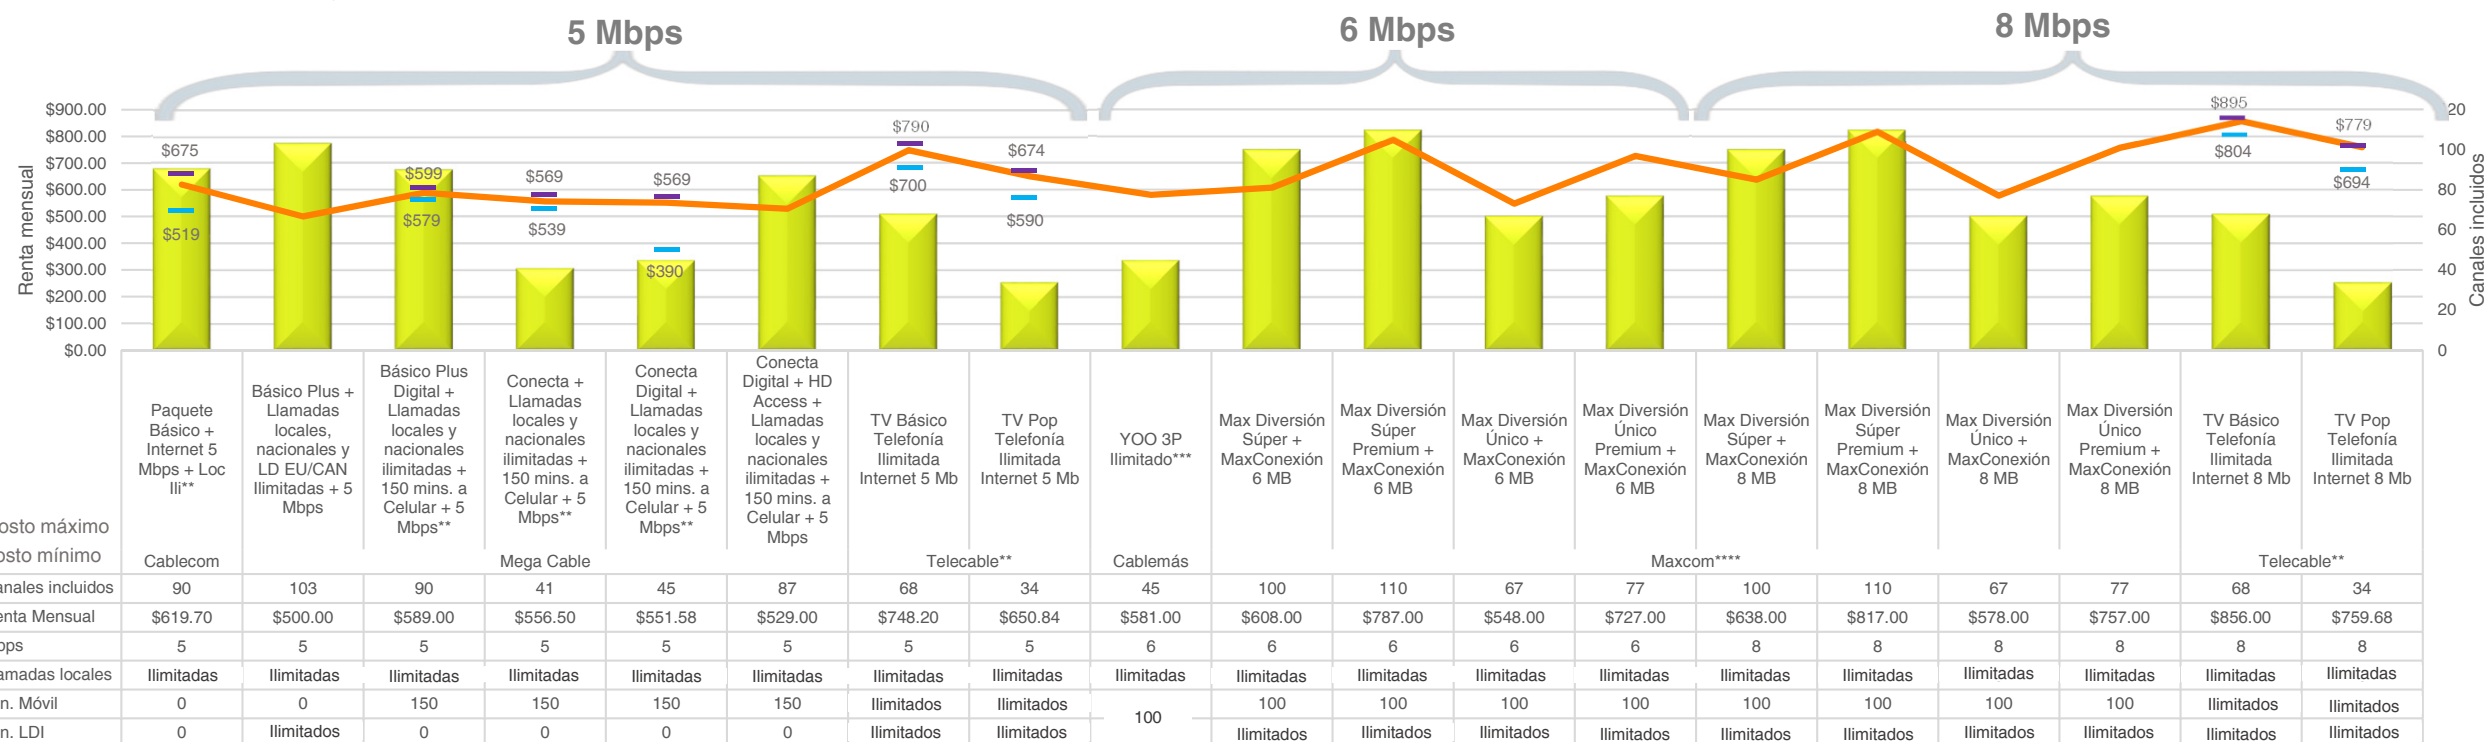 5 Mbps
6 Mbps
8 Mbps
Renta mensual
$900.00
$800.00
$700.00
$600.00
$500.00
$400.00
$300.00
$200.00
$100.00
$0.00
$675
$519
$599
$579
$569
$539
$569
$390
$790
$700
$674
$590
$895
$804
$779
$694
20
100
80
60
40
20
0
Canales incluidos
Paquete
Básico +
Internet 5
Mbps + Loc
Ili**
Básico Plus +
Llamadas
locales,
nacionales y
LD EU/CAN
Ilimitadas + 5
Mbps
Básico Plus
Digital +
Llamadas
locales y
nacionales
ilimitadas +
150 mins. a
Celular + 5
Mbps**
Conecta +
Llamadas
locales y
nacionales
ilimitadas +
150 mins. a
Celular + 5
Mbps**
Conecta
Digital +
Llamadas
locales y
nacionales
ilimitadas +
150 mins. a
Celular + 5
Mbps**
Conecta
Digital + HD
Access +
Llamadas
locales y
nacionales
ilimitadas +
150 mins. a
Celular + 5
Mbps
TV Básico
Telefonía
Ilimitada
Internet 5 Mb
TV Pop
Telefonía
Ilimitada
Internet 5 Mb
YOO 3P
Ilimitado***
Max Diversión
Súper +
MaxConexión
6 MB
Max Diversión
Súper
Premium +
MaxConexión
6 MB
Max Diversión
Único +
MaxConexión
6 MB
Max Diversión
Único
Premium +
MaxConexión
6 MB
Max Diversión
Súper +
MaxConexión
8 MB
Max Diversión
Súper
Premium +
MaxConexión
8 MB
Max Diversión
Único +
MaxConexión
8 MB
Max Diversión
Único
Premium +
MaxConexión
8 MB
TV Básico
Telefonía
Ilimitada
Internet 8 Mb
TV Pop
Telefonía
Ilimitada
Internet 8 Mb
osto máximo
osto mínimo
Cablecom Mega Cable Telecable** Cablemás Maxcom**** Telecable**
anales incluidos 90 103 90 41 45 87 68 34 45 100 110 67 77 100 110 67 77 68 34
enta Mensual $619.70 $500.00 $589.00 $556.50 $551.58 $529.00 $748.20 $650.84 $581.00 $608.00 $787.00 $548.00 $727.00 $638.00 $817.00 $578.00 $757.00 $856.00 $759.68
bps 5 5 5 5 5 5 5 5 6 6 6 6 6 8 8 8 8 8 8
amadas locales Ilimitadas Ilimitadas Ilimitadas Ilimitadas Ilimitadas Ilimitadas Ilimitadas Ilimitadas Ilimitadas Ilimitadas Ilimitadas Ilimitadas Ilimitadas Ilimitadas Ilimitadas Ilimitadas Ilimitadas Ilimitadas Ilimitadas
n. Móvil 0 0 150 150 150 150 Ilimitados Ilimitados 100 100 100 100 100 100 100 100 100 Ilimitados Ilimitados
n. LDI 0 Ilimitados 0 0 0 0 Ilimitados Ilimitados Ilimitados Ilimitados Ilimitados Ilimitados Ilimitados Ilimitados Ilimitados Ilimitados Ilimitados Ilimitados